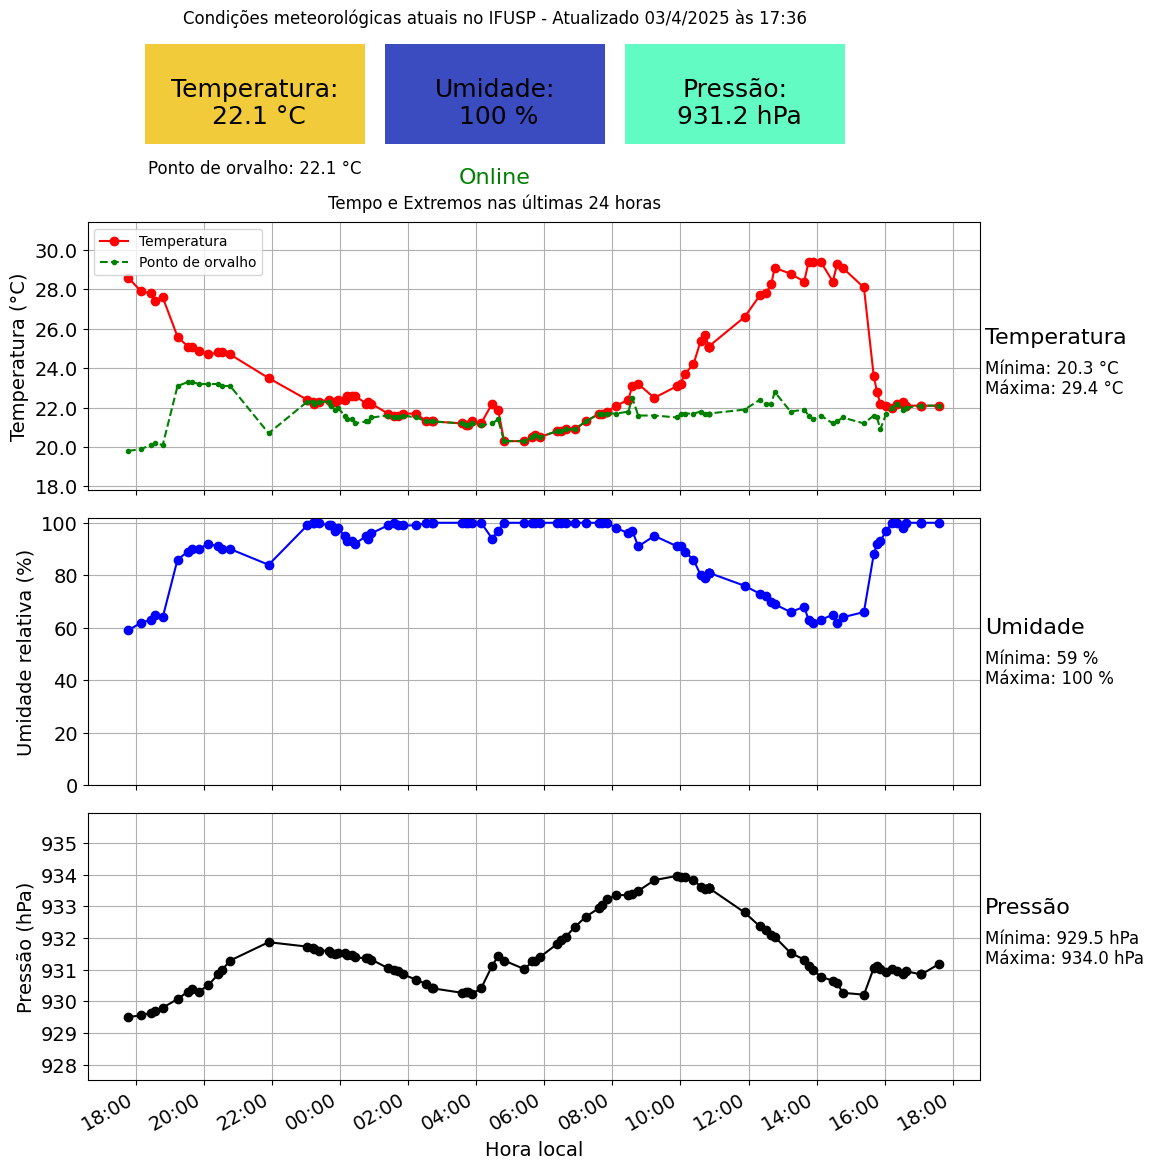 Condições meteorológicas atuais no IFUSP - Atualizado 03/4/2025 às 17:36
Temperatura:
22.1 °C
Umidade:
100 %
Pressão:
931.2 hPa
Ponto de orvalho: 22.1 °C
Online
Tempo e Extremos nas últimas 24 horas
Temperatura
Ponto de orvalho
Temperatura (°C)
30.0
28.0
26.0
24.0
22.0
20.0
18.0
Temperatura
Mínima: 20.3 °C
Máxima: 29.4 °C
Umidade relativa (%)
100
80
60
40
20
0
Umidade
Mínima: 59 %
Máxima: 100 %
Pressão (hPa)
935
934
933
932
931
930
929
928
Pressão
Mínima: 929.5 hPa
Máxima: 934.0 hPa
18:00 20:00 22:00 00:00 02:00 04:00 06:00 08:00 10:00 12:00 14:00 16:00 18:00
Hora local